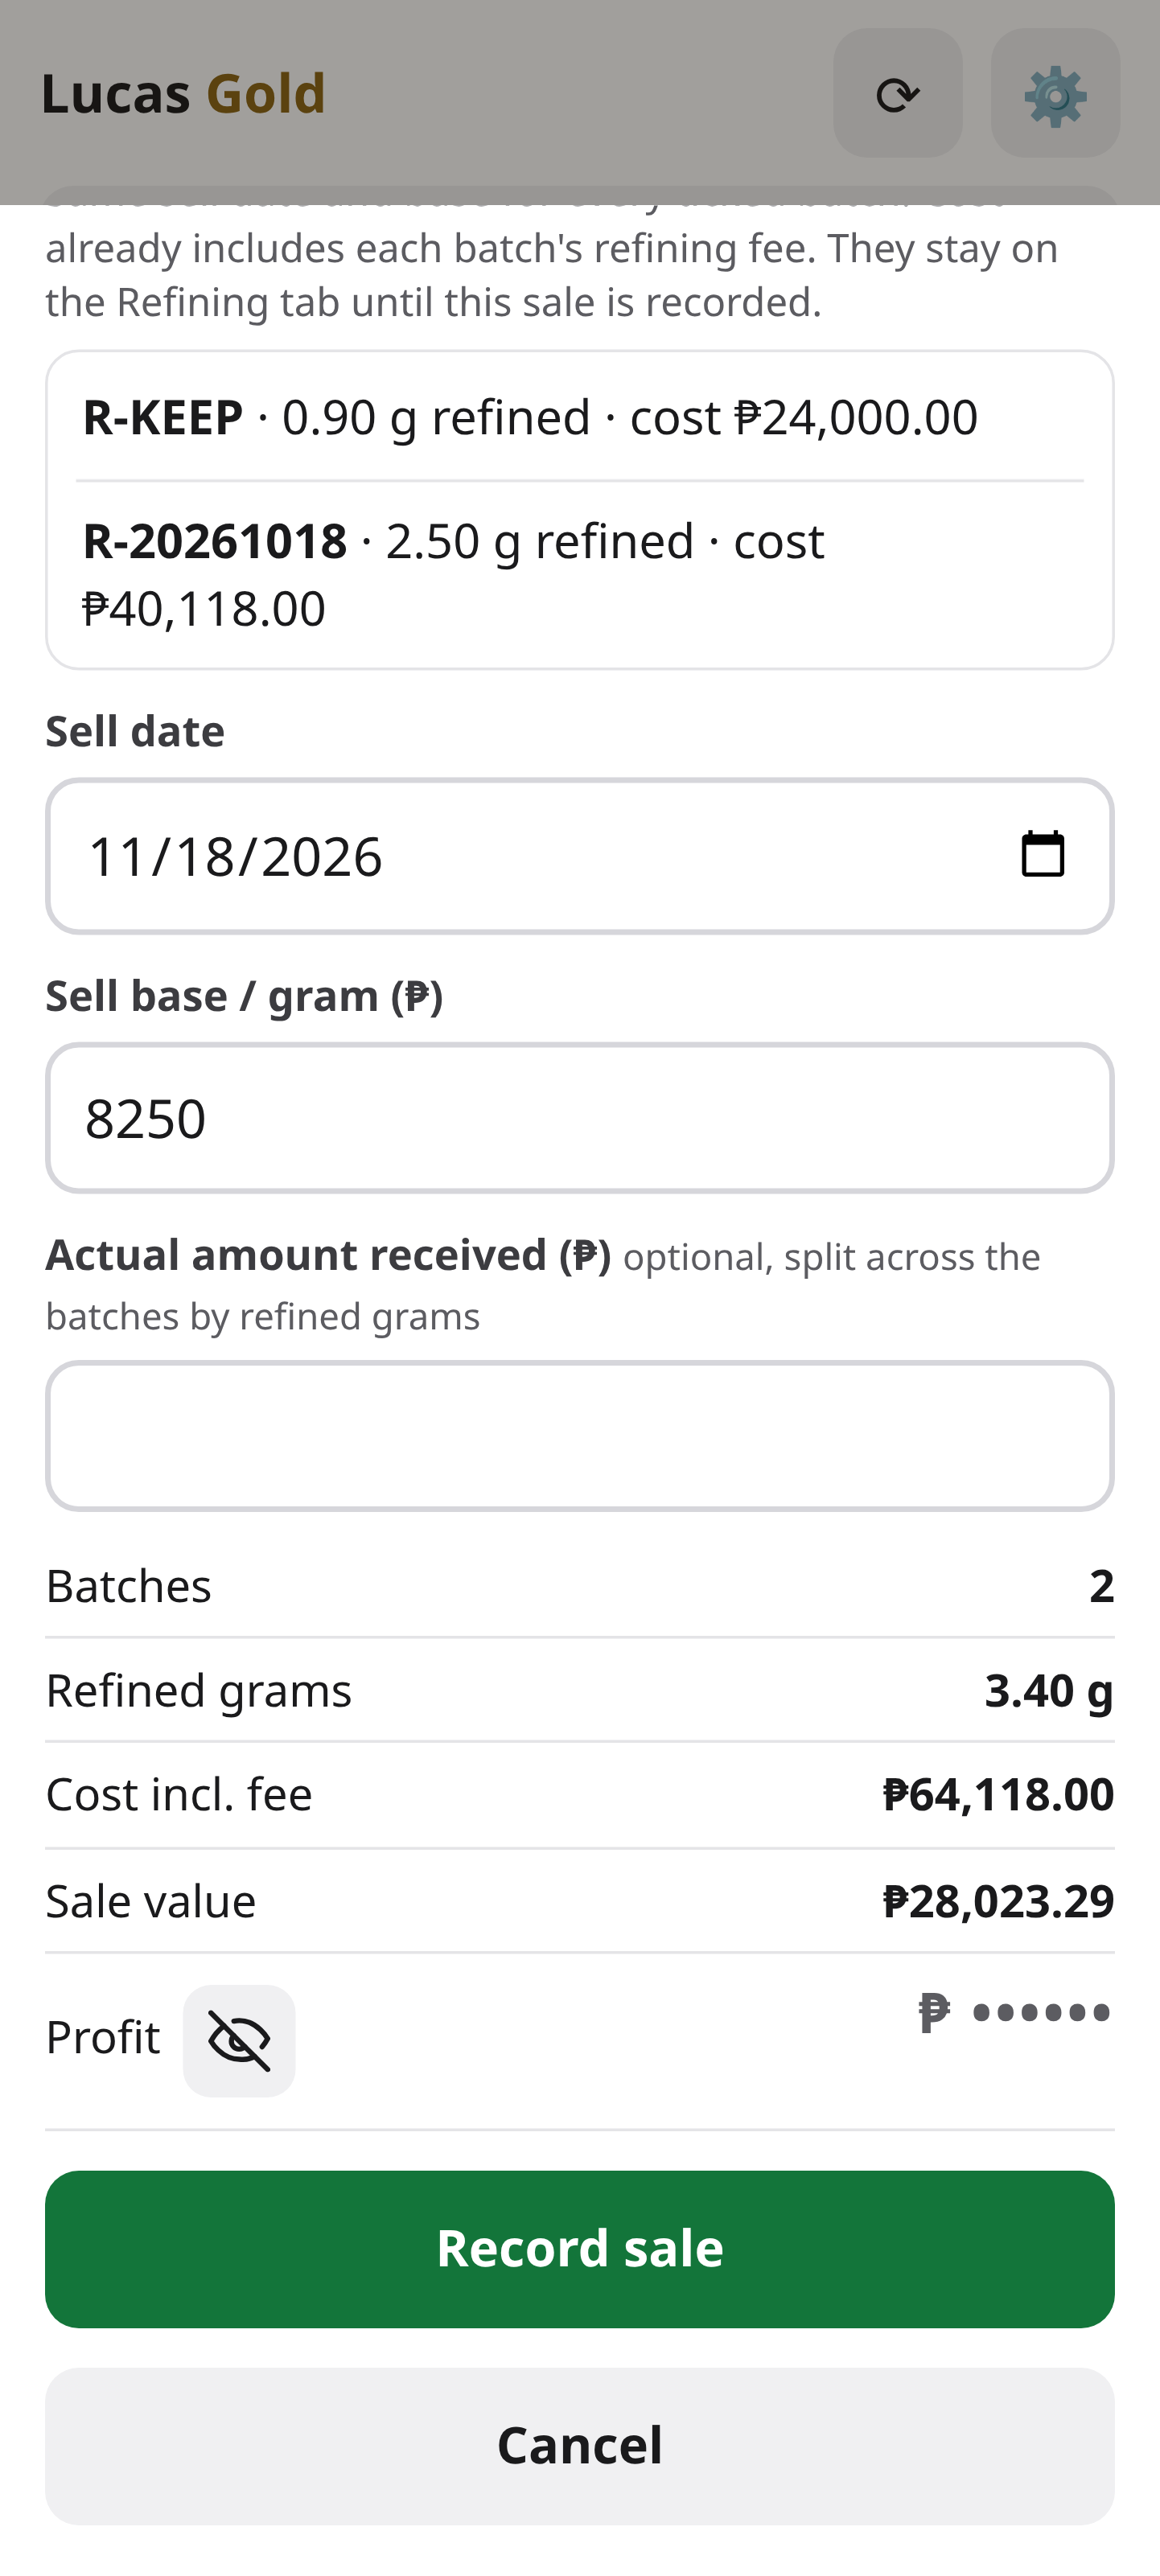 Lucas Gold
already includes each batch's refining fee. They stay on
the Refining tab until this sale is recorded.
R-KEEP · 0.90 g refined · cost ₱24,000.00
R-20261018 · 2.50 g refined · cost
₱40,118.00
Sell date
11/18/2026
Sell base / gram (₱)
8250
Actual amount received (₱) optional, split across the
batches by refined grams
Batches 2
Refined grams 3.40 g
Cost incl. fee ₱64,118.00
Sale value ₱28,023.29
Profit ₱ ••••••
Record sale
Cancel